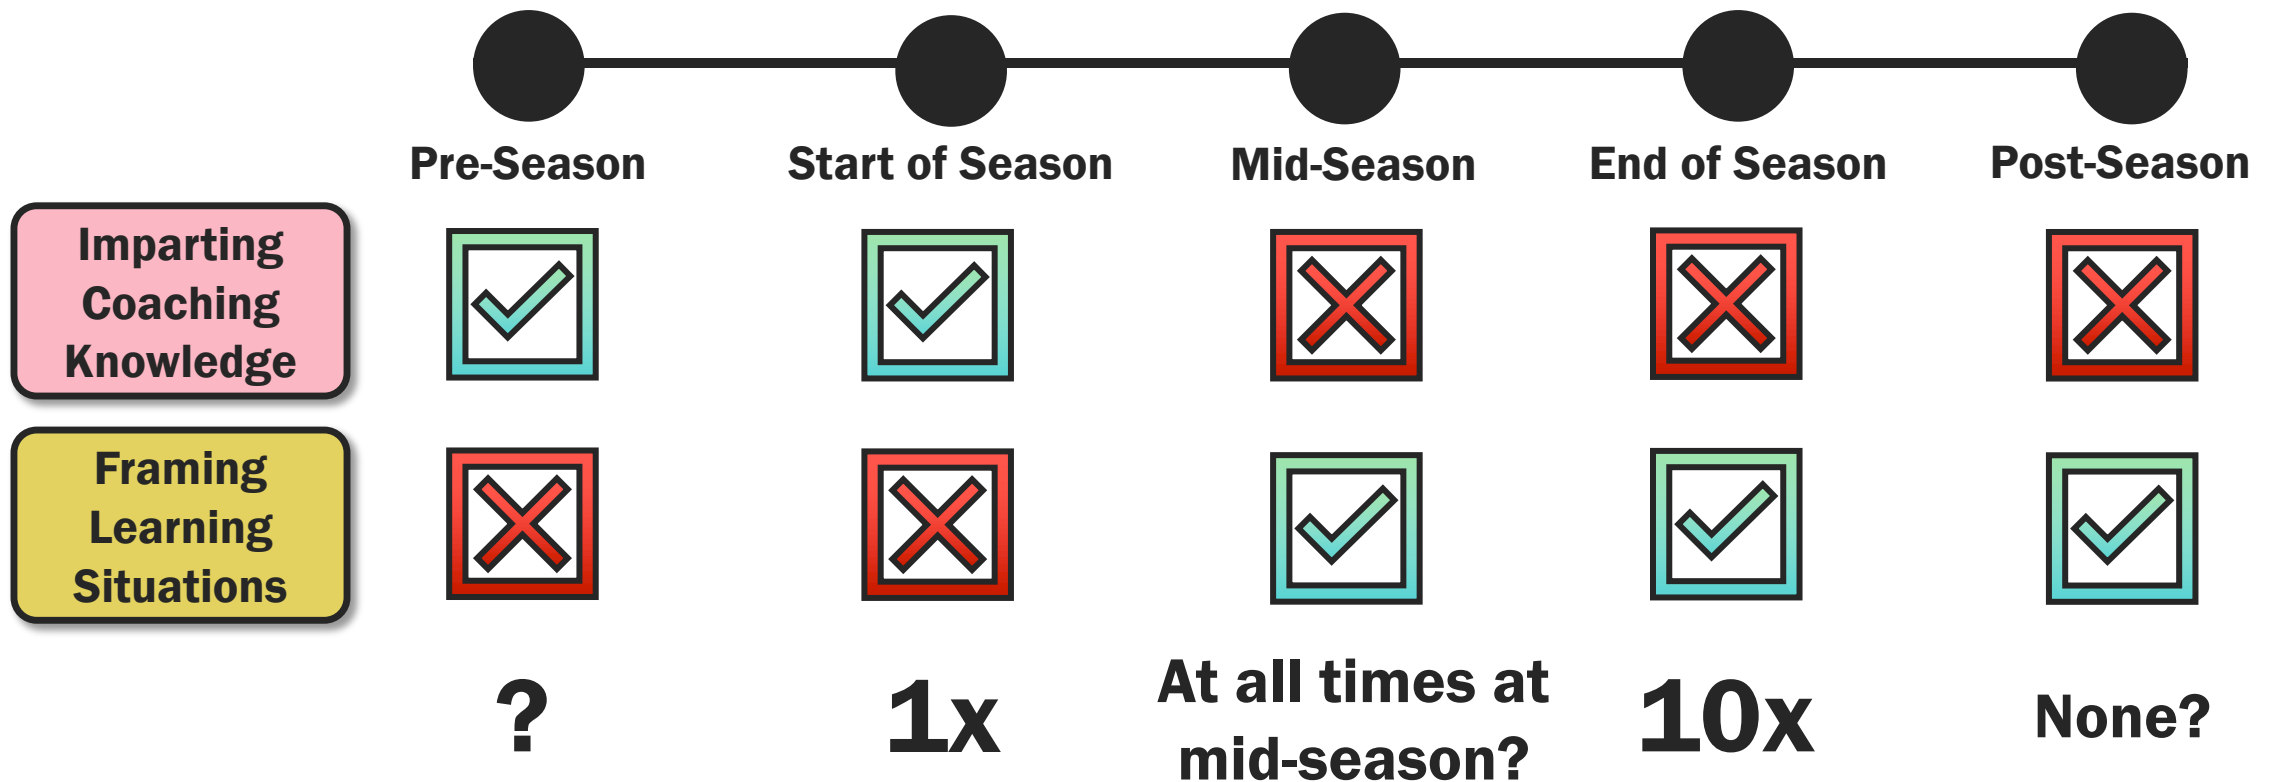 Pre-Season
Start of Season
Mid-Season
End of Season
Post-Season
Imparting
Coaching
Knowledge
Framing
Learning
Situations
?
1x
At all times at
mid-season?
10x
None?